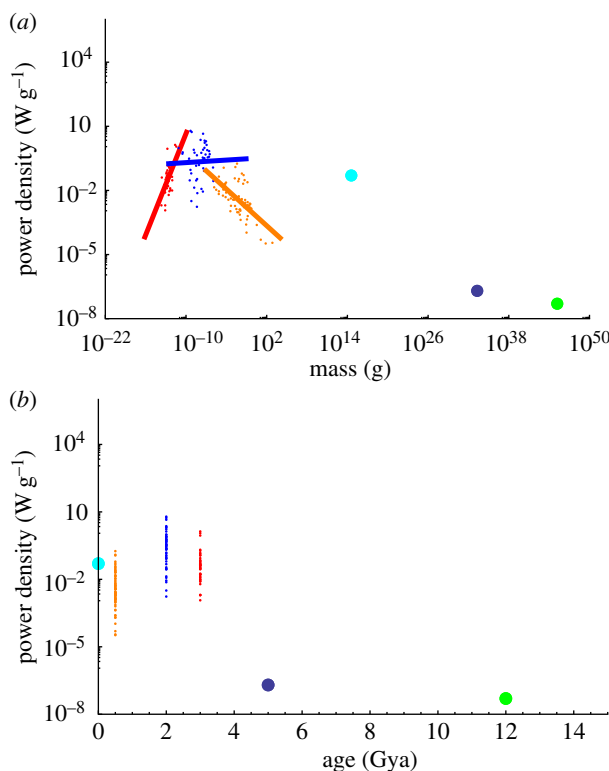 (a)
power density (W g⁻¹)
10⁴
10
10⁻²
10⁻⁵
10⁻⁸
10⁻²² 10⁻¹⁰ 10² 10¹⁴ 10²⁶ 10³⁸ 10⁵⁰
mass (g)
(b)
power density (W g⁻¹)
10⁴
10
10⁻²
10⁻⁵
10⁻⁸
0 2 4 6 8 10 12 14
age (Gya)